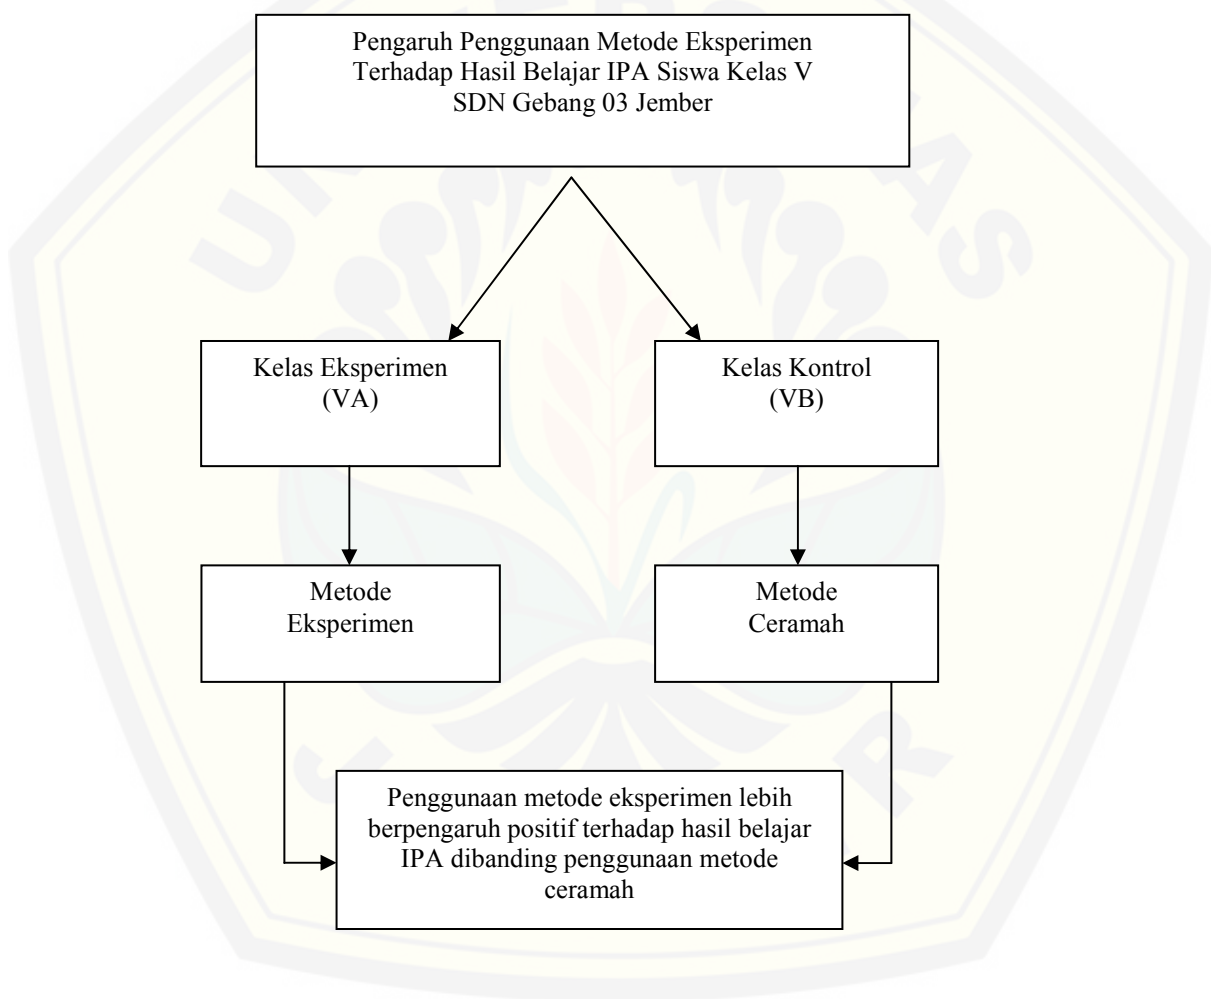 Pengaruh Penggunaan Metode Eksperimen
Terhadap Hasil Belajar IPA Siswa Kelas V
SDN Gebang 03 Jember
Kelas Eksperimen
(VA)
Kelas Kontrol
(VB)
Metode
Eksperimen
Metode
Ceramah
Penggunaan metode eksperimen lebih
berpengaruh positif terhadap hasil belajar
IPA dibanding penggunaan metode
ceramah